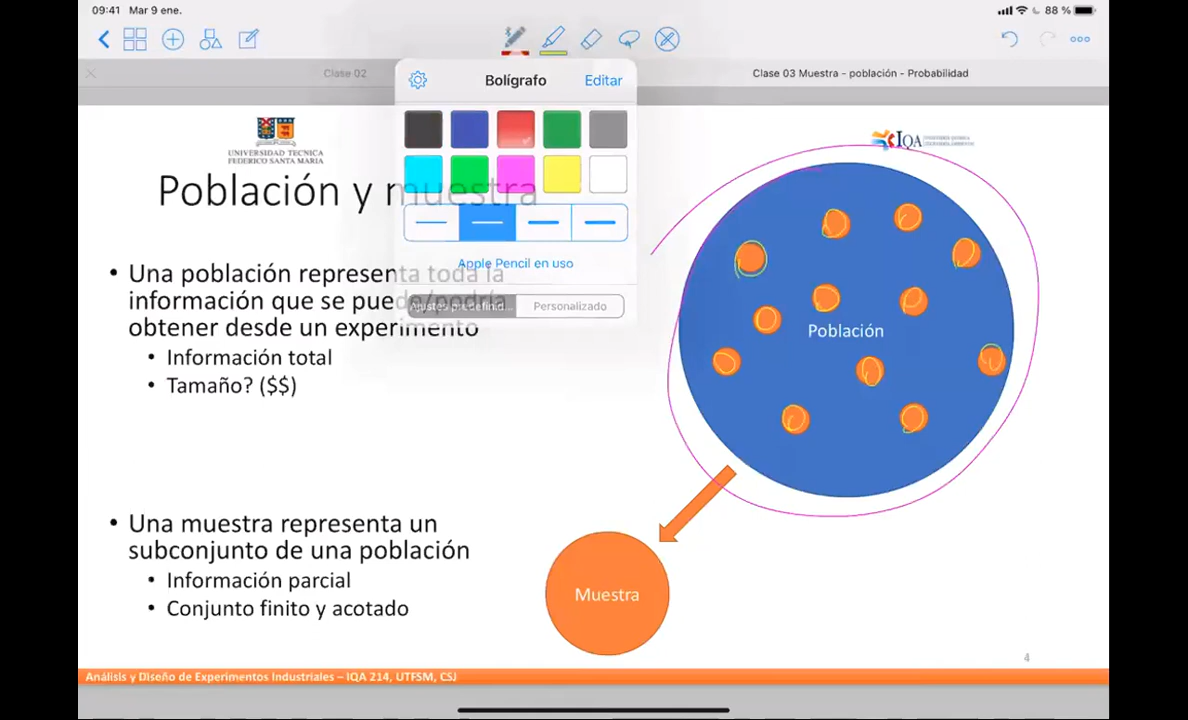 09:41 Mar 9 ene.
88 %
Clase 02
Clase 03 Muestra - población - Probabilidad
Bolígrafo
Editar
Apple Pencil en uso
Ajustes predefinid...
Personalizado
UNIVERSIDAD TECNICA
FEDERICO SANTA MARIA
IQA
Población y muestra
• Una población representa toda la
información que se puede/podría
obtener desde un experimento
• Información total
• Tamaño? ($$)
• Una muestra representa un
subconjunto de una población
• Información parcial
• Conjunto finito y acotado
Población
Muestra
4
Análisis y Diseño de Experimentos Industriales – IQA 214, UTFSM, CSJ